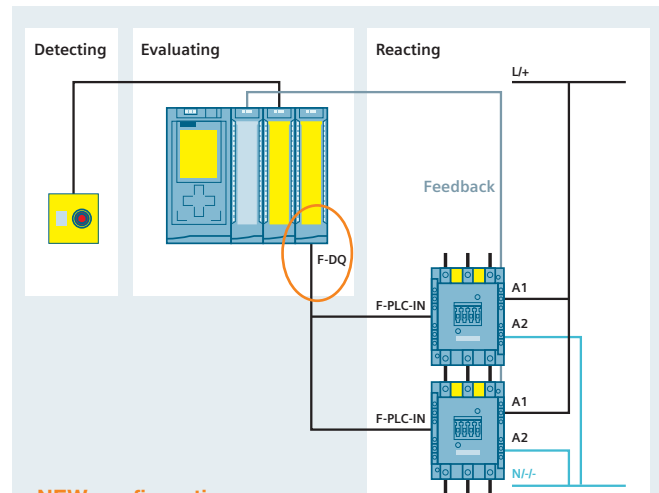 Detecting
Evaluating
Reacting
L/+
Feedback
F-DQ
F-PLC-IN
A1
A2
F-PLC-IN
A1
A2
N/-/-